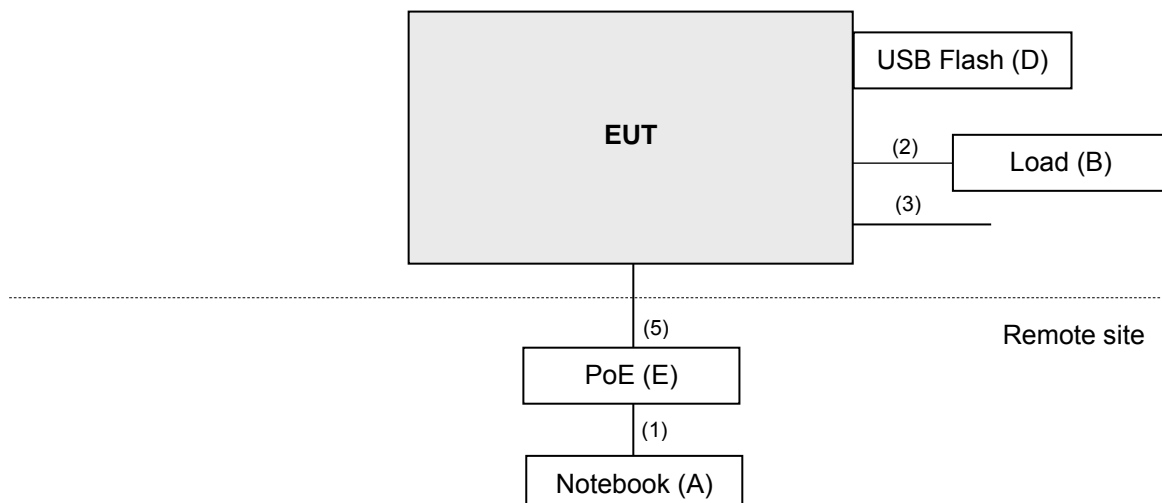 USB Flash (D)
EUT
(2)
Load (B)
(3)
(5)
Remote site
PoE (E)
(1)
Notebook (A)